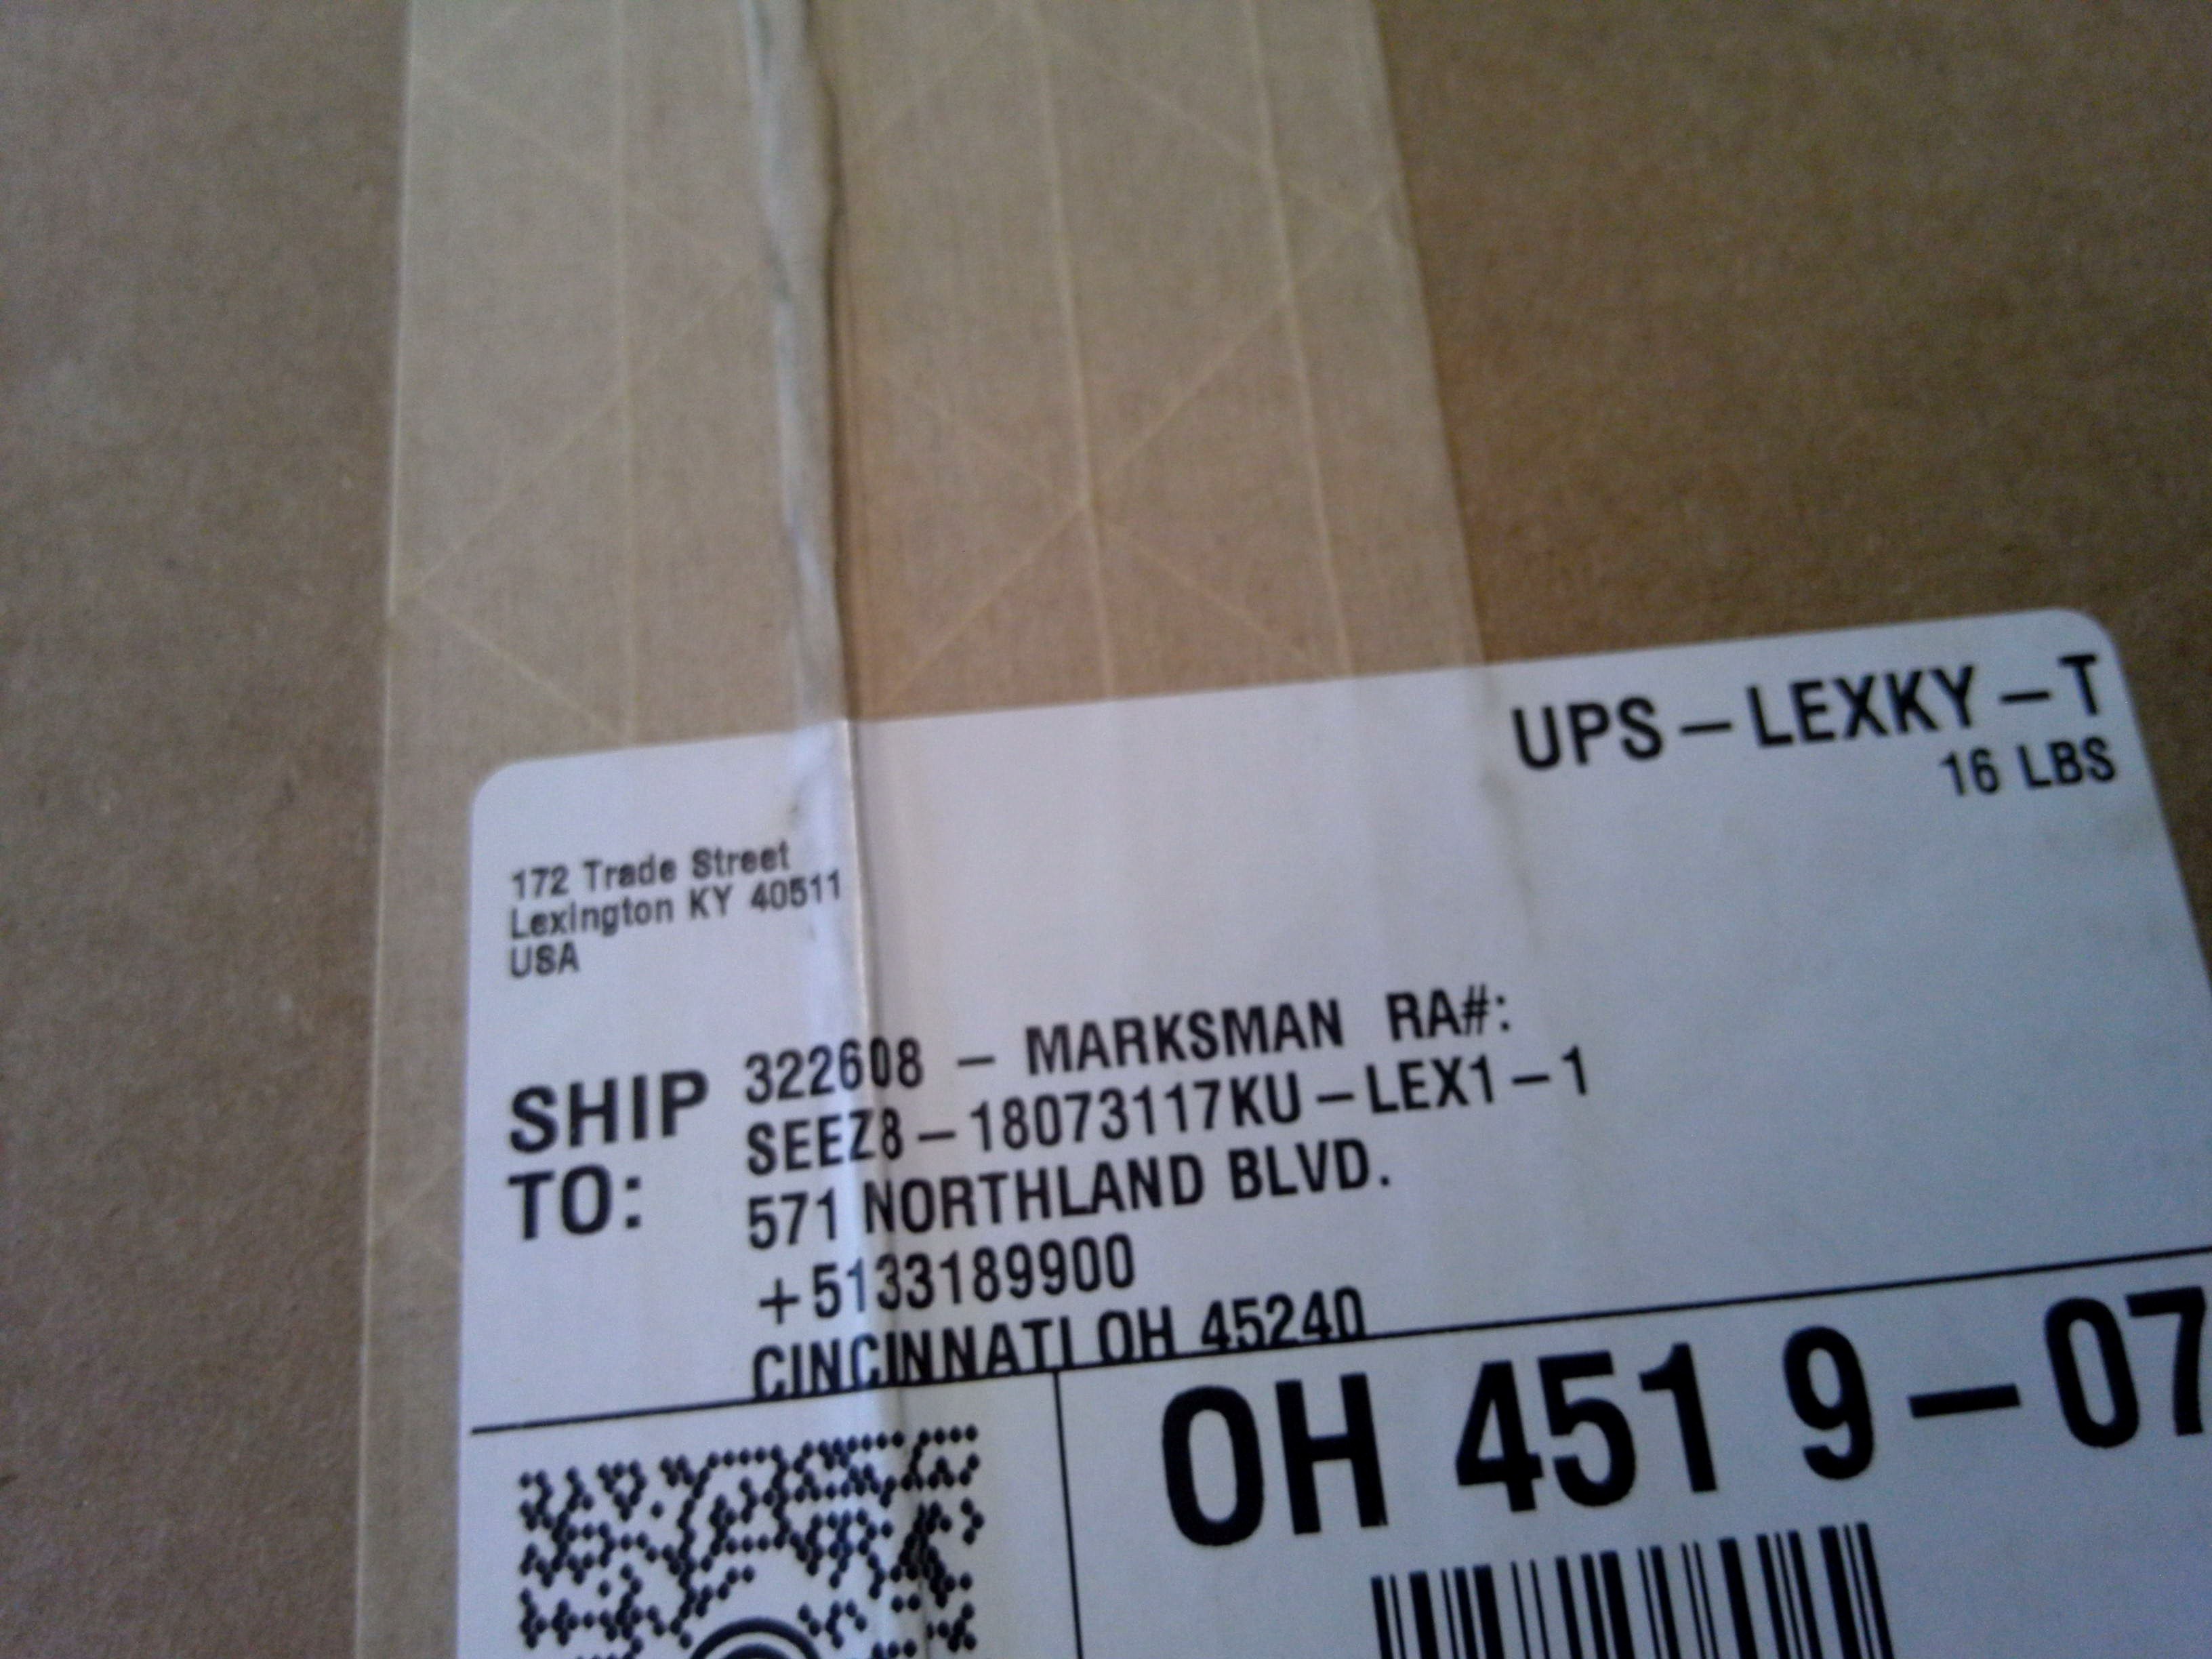 UPS-LEXKY-T
16 LBS
172 Trade Street
Lexington KY 40511
USA
SHIP TO:
322608 - MARKSMAN RA#:
SEEZ8-18073117KU-LEX1-1
571 NORTHLAND BLVD.
+5133189900
CINCINNATI OH 45240
OH 451 9-07